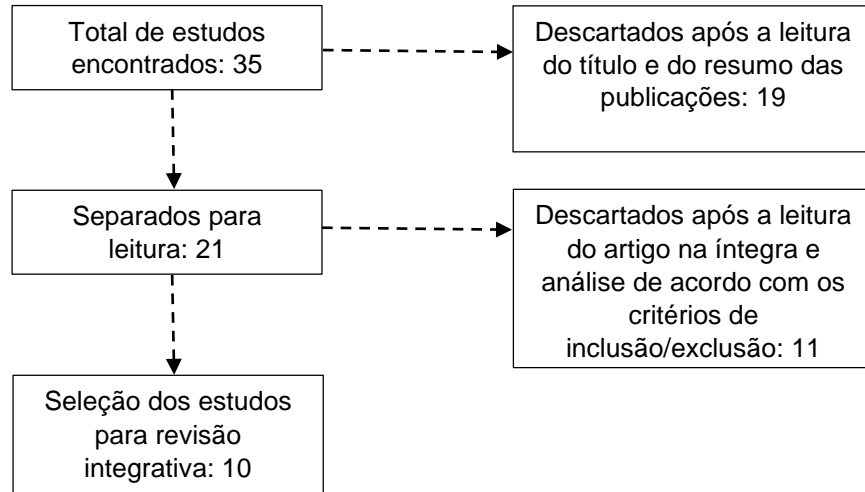 Total de estudos
encontrados: 35
Descartados após a leitura
do título e do resumo das
publicações: 19
Separados para
leitura: 21
Descartados após a leitura
do artigo na íntegra e
análise de acordo com os
critérios de
inclusão/exclusão: 11
Seleção dos estudos
para revisão
integrativa: 10